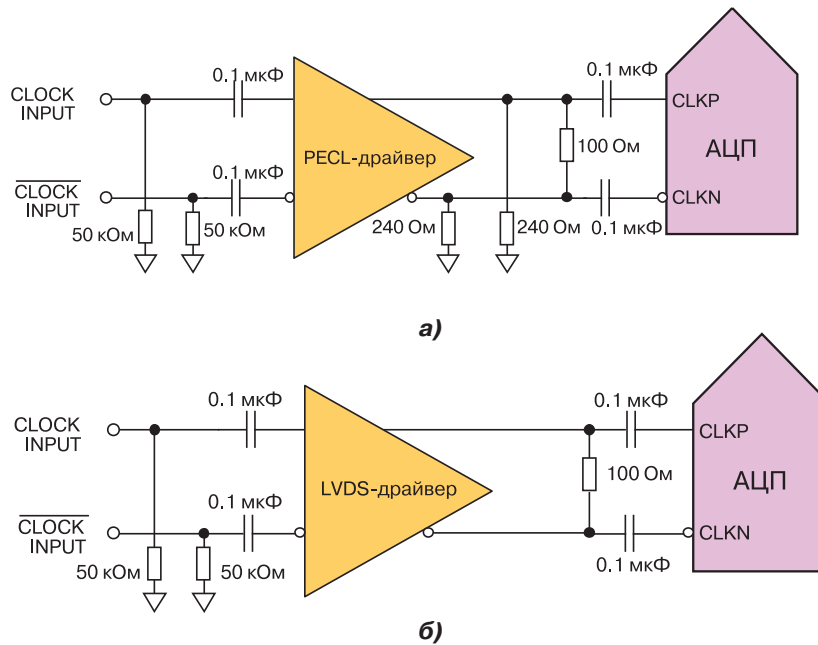 0.1 мкФ
0.1 мкФ
CLOCK
INPUT
CLKP
PECL-драйвер
100 Ом
АЦП
0.1 мкФ
CLOCK
INPUT
CLKN
50 кОм
50 кОм
240 Ом
240 Ом
0.1 мкФ
а)
0.1 мкФ
0.1 мкФ
CLOCK
INPUT
CLKP
LVDS-драйвер
100 Ом
АЦП
0.1 мкФ
CLOCK
INPUT
CLKN
50 кОм
50 кОм
0.1 мкФ
б)